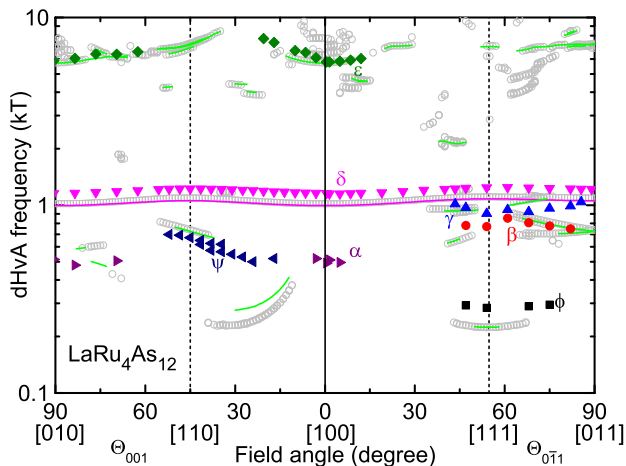 10
ε
δ
1
γ
β
ψ
α
ϕ
LaRu4As12
0.1
dHvA frequency (kT)
90 60 30 0 30 60 90
[010] [110] [100] [111] [011]
Θ001 Field angle (degree) Θ01̄1